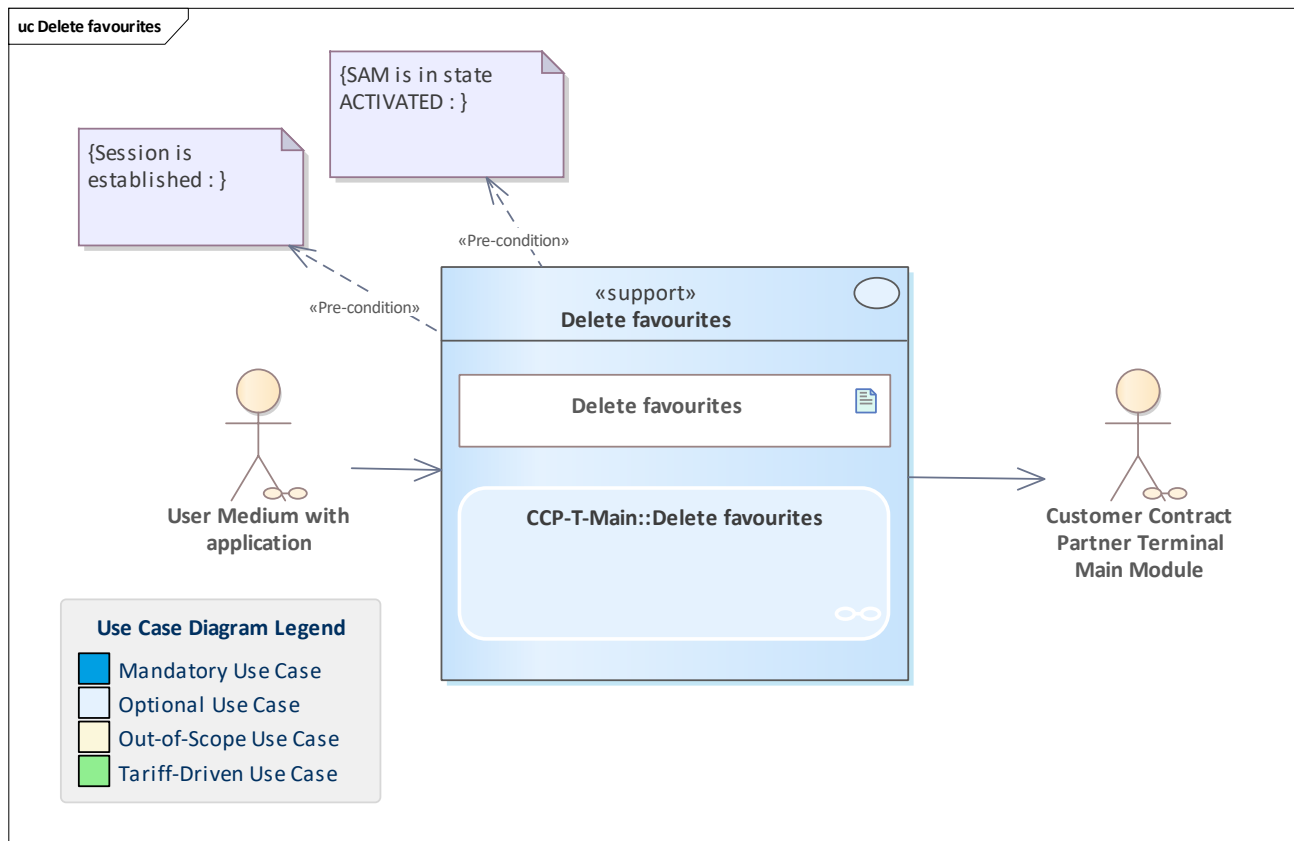 uc Delete favourites
{SAM is in state
ACTIVATED : }
{Session is
established : }
«Pre-condition»
«Pre-condition»
«support»
Delete favourites
Delete favourites
CCP-T-Main::Delete favourites
User Medium with
application
Customer Contract
Partner Terminal
Main Module
Use Case Diagram Legend
Mandatory Use Case
Optional Use Case
Out-of-Scope Use Case
Tariff-Driven Use Case